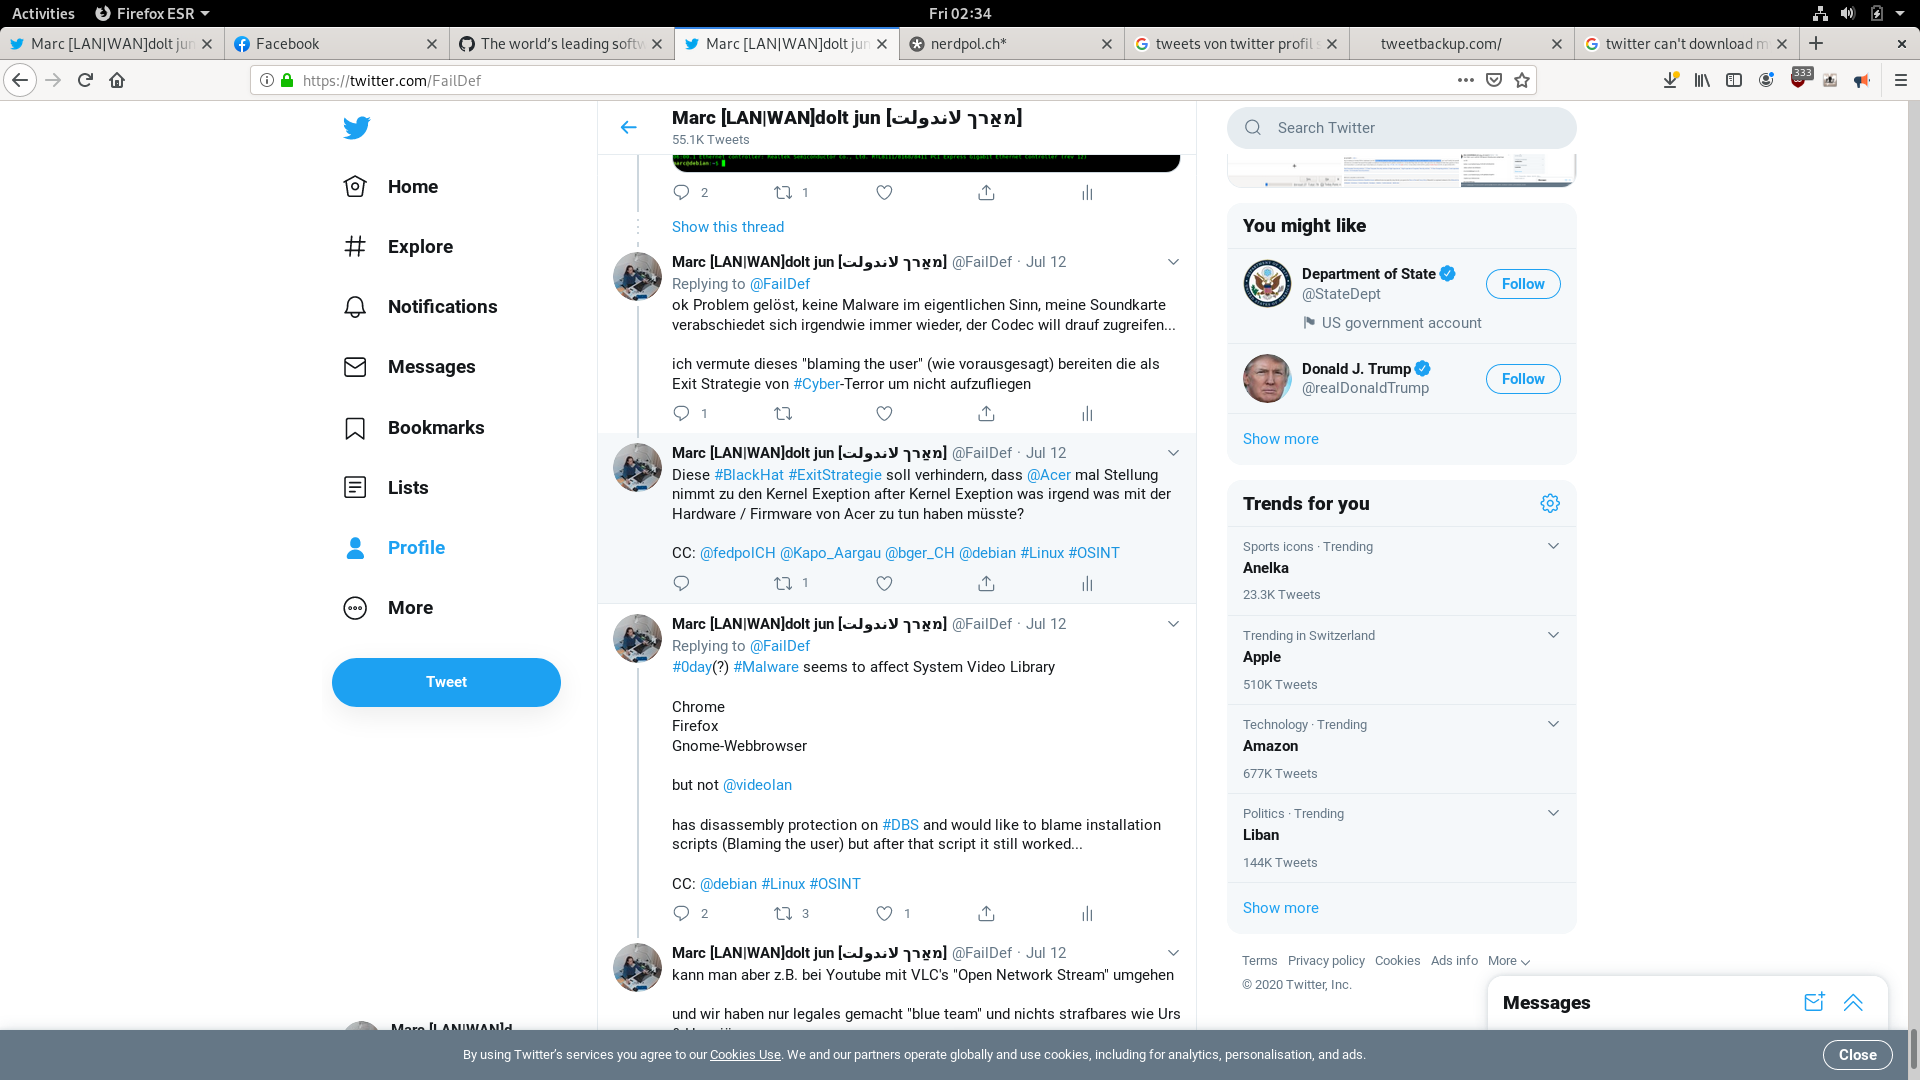 Activities
Firefox ESR
Fri 02:34
Marc [LAN|WAN]dolt jun
Facebook
The world's leading softw
Marc [LAN|WAN]dolt jun
nerdpol.ch*
tweets von twitter profil s
tweetbackup.com/
twitter can't download m
https://twitter.com/FailDef
333
Home
Explore
Notifications
Messages
Bookmarks
Lists
Profile
More
Tweet
Marc [LAN|WAN]d
Marc [LAN|WAN]dolt jun [מאַרך לאנדולת]
55.1K Tweets
2
1
Show this thread
Marc [LAN|WAN]dolt jun [מאַרך לאנדולת] @FailDef · Jul 12
Replying to @FailDef
ok Problem gelöst, keine Malware im eigentlichen Sinn, meine Soundkarte
verabschiedet sich irgendwie immer wieder, der Codec will drauf zugreifen...
ich vermute dieses "blaming the user" (wie vorausgesagt) bereiten die als
Exit Strategie von #Cyber-Terror um nicht aufzufliegen
1
Marc [LAN|WAN]dolt jun [מאַרך לאנדולת] @FailDef · Jul 12
Diese #BlackHat #ExitStrategie soll verhindern, dass @Acer mal Stellung
nimmt zu den Kernel Exeption after Kernel Exeption was irgend was mit der
Hardware / Firmware von Acer zu tun haben müsste?
CC: @fedpolCH @Kapo_Aargau @bger_CH @debian #Linux #OSINT
1
Marc [LAN|WAN]dolt jun [מאַרך לאנדולת] @FailDef · Jul 12
Replying to @FailDef
#0day(?) #Malware seems to affect System Video Library
Chrome
Firefox
Gnome-Webbrowser
but not @videolan
has disassembly protection on #DBS and would like to blame installation
scripts (Blaming the user) but after that script it still worked...
CC: @debian #Linux #OSINT
2
3
1
Marc [LAN|WAN]dolt jun [מאַרך לאנדולת] @FailDef · Jul 12
kann man aber z.B. bei Youtube mit VLC's "Open Network Stream" umgehen
und wir haben nur legales gemacht "blue team" und nichts strafbares wie Urs
Search Twitter
You might like
Department of State
@StateDept
US government account
Follow
Donald J. Trump
@realDonaldTrump
Follow
Show more
Trends for you
Sports icons · Trending
Anelka
23.3K Tweets
Trending in Switzerland
Apple
510K Tweets
Technology · Trending
Amazon
677K Tweets
Politics · Trending
Liban
144K Tweets
Show more
Terms Privacy policy Cookies Ads info More
© 2020 Twitter, Inc.
Messages
By using Twitter's services you agree to our Cookies Use. We and our partners operate globally and use cookies, including for analytics, personalisation, and ads.
Close